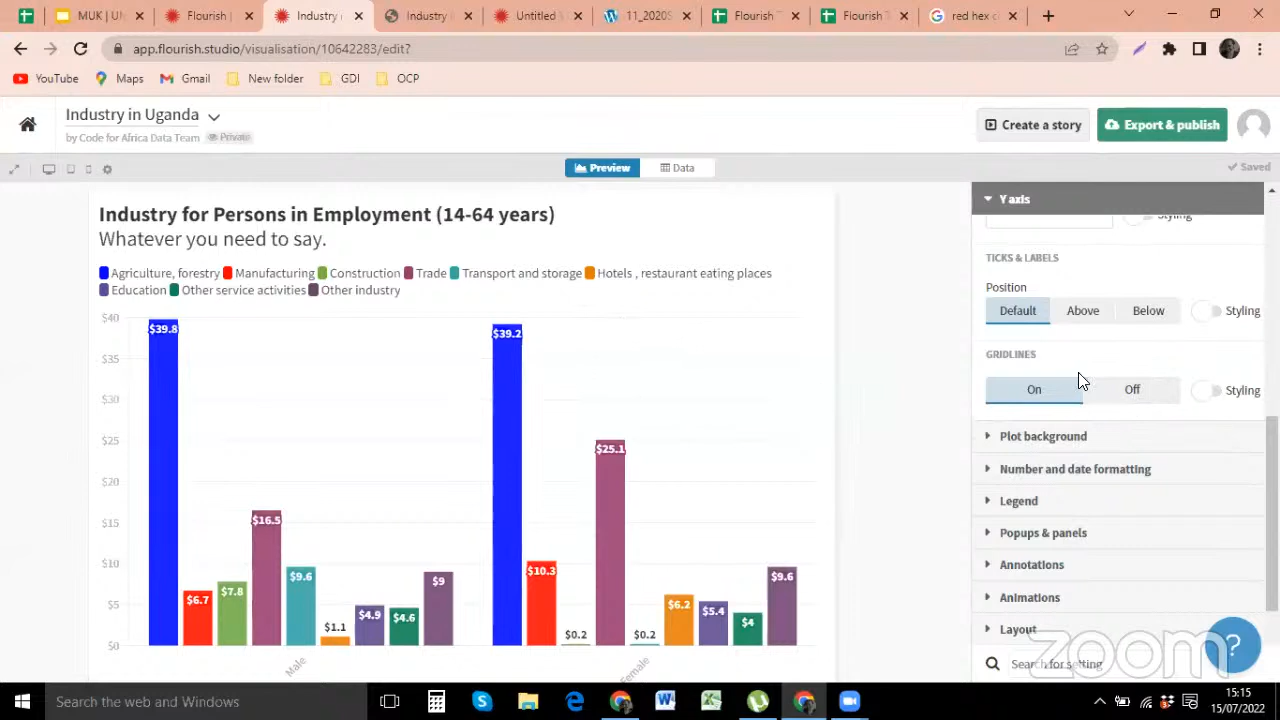 MUK | U
Flourish
Industry
Industry
Untitled
11_2020S
Flourish
Flourish
red hex c
app.flourish.studio/visualisation/10642283/edit?
YouTube
Maps
Gmail
New folder
GDI
OCP
Industry in Uganda
by Code for Africa Data Team
Private
Create a story
Export & publish
Preview
Data
Saved
Industry for Persons in Employment (14-64 years)
Whatever you need to say.
Agriculture, forestry Manufacturing Construction Trade Transport and storage Hotels , restaurant eating places
Education Other service activities Other industry
$40
$35
$30
$25
$20
$15
$10
$5
$0
$39.8
$6.7
$7.8
$16.5
$9.6
$1.1
$4.9
$4.6
$9
$39.2
$10.3
$0.2
$25.1
$0.2
$6.2
$5.4
$4
$9.6
Male
Female
Y axis
Styling
TICKS & LABELS
Position
Default Above Below Styling
GRIDLINES
On Off Styling
Plot background
Number and date formatting
Legend
Popups & panels
Annotations
Animations
Layout
Search for setting
?
zoom
Search the web and Windows
15:15
15/07/2022